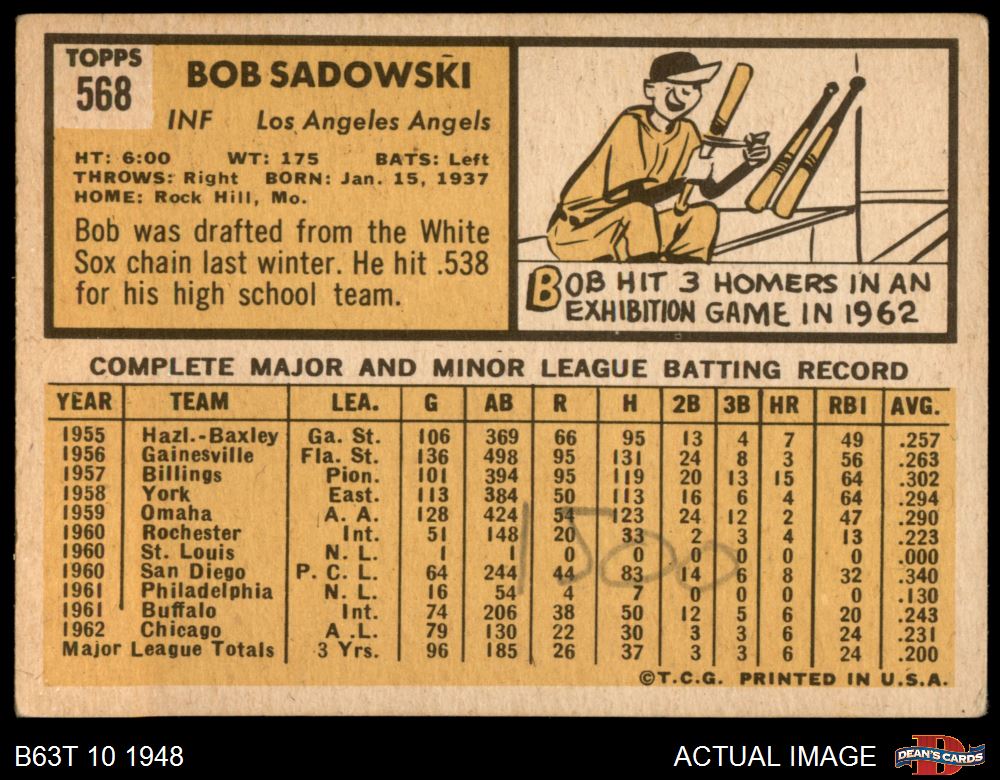 TOPPS
568
BOB SADOWSKI
INF Los Angeles Angels
HT: 6:00 WT: 175 BATS: Left
THROWS: Right BORN: Jan. 15, 1937
HOME: Rock Hill, Mo.
Bob was drafted from the White
Sox chain last winter. He hit .538
for his high school team.
BOB HIT 3 HOMERS IN AN
EXHIBITION GAME IN 1962
COMPLETE MAJOR AND MINOR LEAGUE BATTING RECORD
YEAR TEAM LEA. G AB R H 2B 3B HR RBI AVG.
1955 Hazl.-Baxley Ga. St. 106 369 66 95 13 4 7 49 .257
1956 Gainesville Fla. St. 136 498 95 131 24 8 3 56 .263
1957 Billings Pion. 101 394 95 119 20 13 15 64 .302
1958 York East. 113 384 50 113 16 6 4 64 .294
1959 Omaha A. A. 128 424 54 123 24 12 2 47 .290
1960 Rochester Int. 51 148 20 33 2 3 4 13 .223
1960 St. Louis N. L. 1 1 0 0 0 0 0 0 .000
1960 San Diego P. C. L. 64 244 44 83 14 6 8 32 .340
1961 Philadelphia N. L. 16 54 4 7 0 0 0 0 .130
1961 Buffalo Int. 74 206 38 50 12 5 6 20 .243
1962 Chicago A .L. 79 130 22 30 3 3 6 24 .231
Major League Totals 3 Yrs. 96 185 26 37 3 3 6 24 .200
1500
©T.C.G. PRINTED IN U.S.A.
B63T 10 1948 ACTUAL IMAGE DEAN'S CARDS